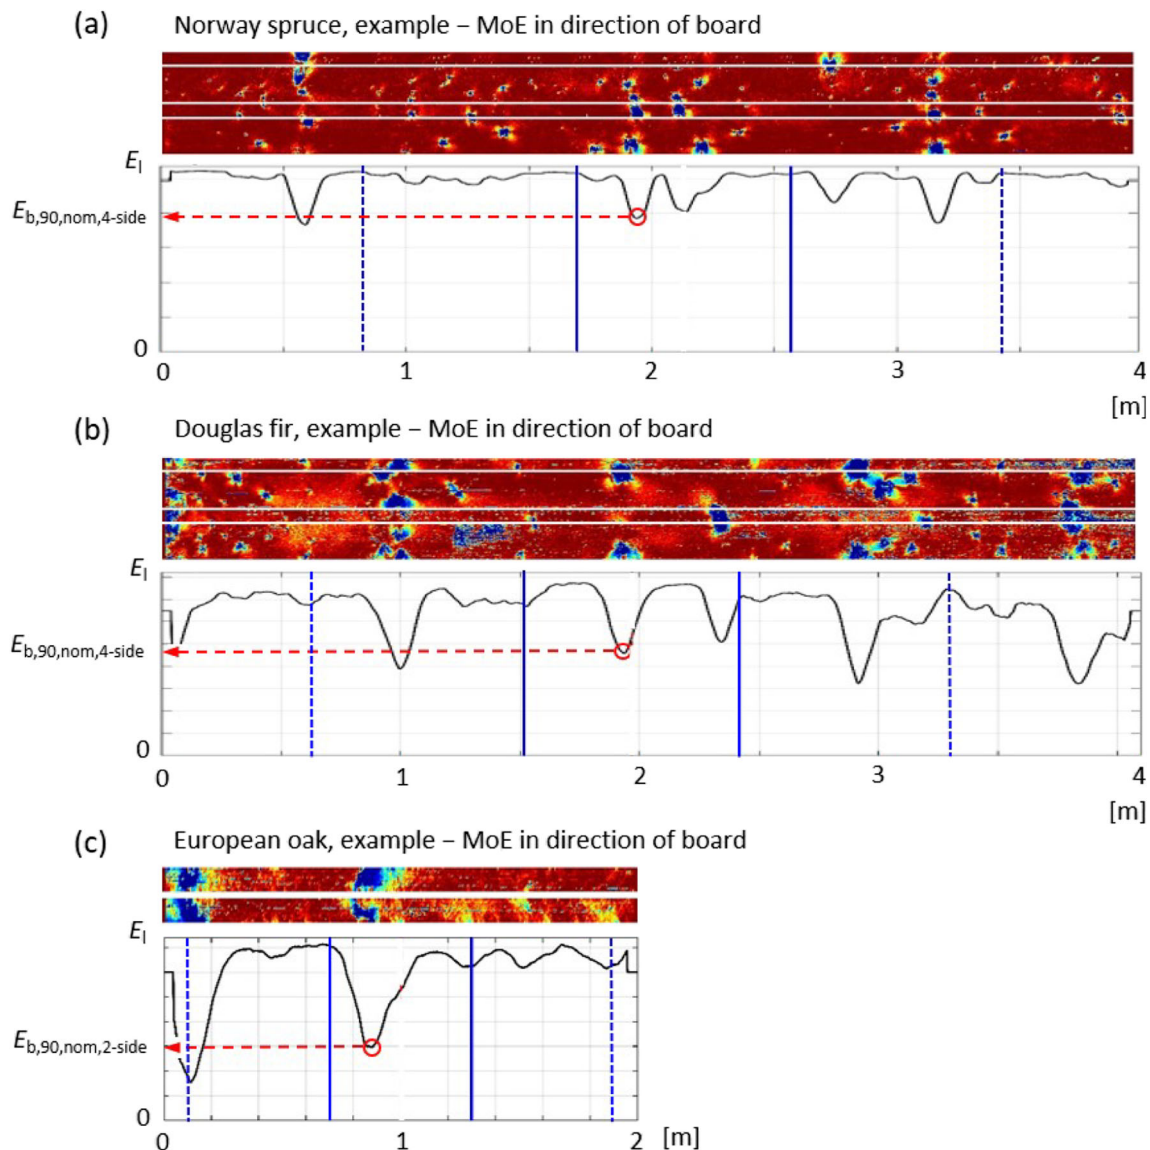 (a) Norway spruce, example – MoE in direction of board
El
Eb,90,nom,4-side
0
0 1 2 3 4
[m]
(b) Douglas fir, example – MoE in direction of board
El
Eb,90,nom,4-side
0
0 1 2 3 4
[m]
(c) European oak, example – MoE in direction of board
El
Eb,90,nom,2-side
0
0 1 2 [m]